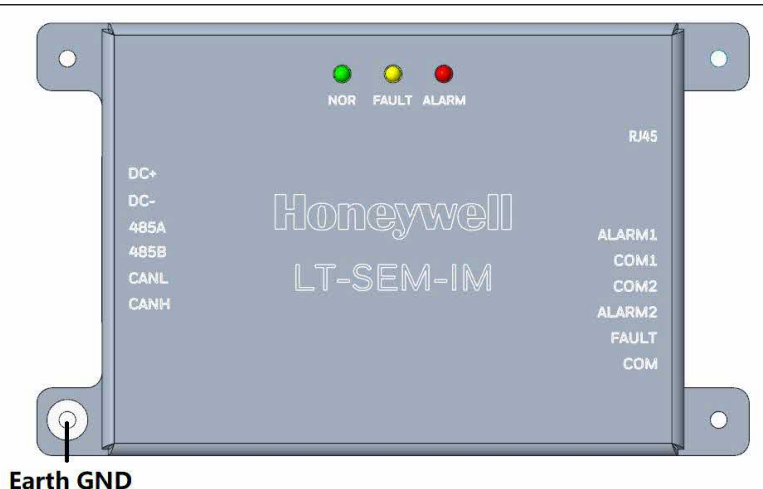 NOR FAULT ALARM
RJ45
DC+
DC-
485A
485B
CANL
CANH
Honeywell
LT-SEM-IM
ALARM1
COM1
COM2
ALARM2
FAULT
COM
Earth GND